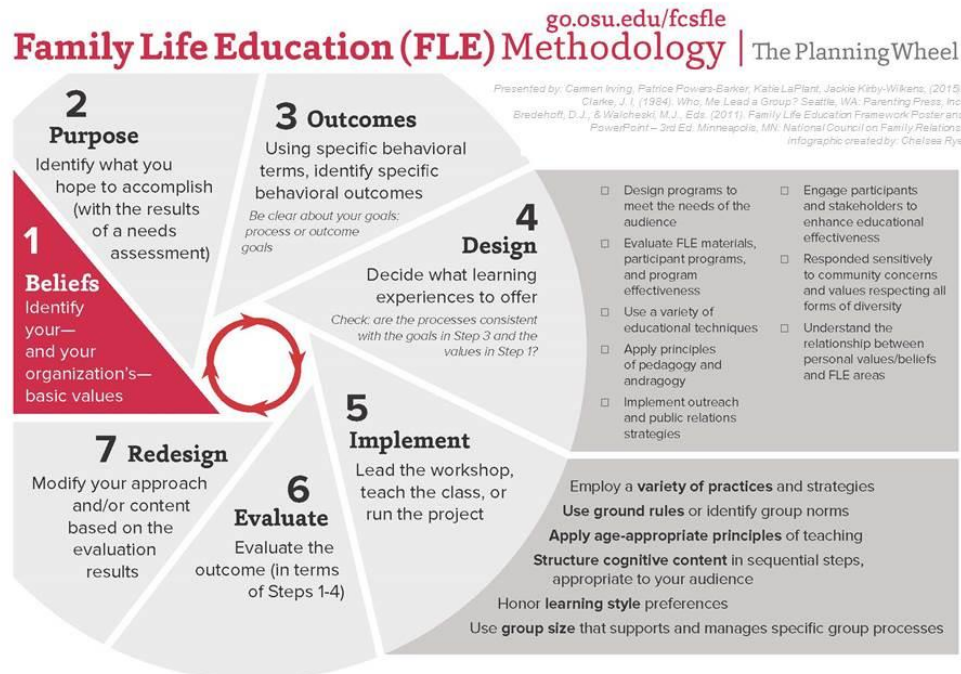 go.osu.edu/fcsfle
Family Life Education (FLE) Methodology | The Planning Wheel
Presented by: Carmen Irving, Patrice Powers-Barker, Katie LaPlant, Jackie Kirby-Wilkins, (2015)
Clarke, J. I, (1984). Who, Me Lead a Group? Seattle, WA: Parenting Press, Inc
Bredehoft, D.J., & Walcheski, M.J., Eds. (2011). Family Life Education Framework Poster and
PowerPoint – 3rd Ed. Minneapolis, MN: National Council on Family Relations
Infographic created by: Chelsea Rye
1
Beliefs
Identify
your—
and your
organization's—
basic values
2
Purpose
Identify what you
hope to accomplish
(with the results
of a needs
assessment)
3 Outcomes
Using specific behavioral
terms, identify specific
behavioral outcomes
Be clear about your goals:
process or outcome
goals
4
Design
Decide what learning
experiences to offer
Check: are the processes consistent
with the goals in Step 3 and the
values in Step 1?
□ Design programs to
meet the needs of the
audience
□ Evaluate FLE materials,
participant programs,
and program
effectiveness
□ Use a variety of
educational techniques
□ Apply principles
of pedagogy and
andragogy
□ Implement outreach
and public relations
strategies
□ Engage participants
and stakeholders to
enhance educational
effectiveness
□ Responded sensitively
to community concerns
and values respecting all
forms of diversity
□ Understand the
relationship between
personal values/beliefs
and FLE areas
5
Implement
Lead the workshop,
teach the class, or
run the project
Employ a variety of practices and strategies
Use ground rules or identify group norms
Apply age-appropriate principles of teaching
Structure cognitive content in sequential steps,
appropriate to your audience
Honor learning style preferences
Use group size that supports and manages specific group processes
6
Evaluate
Evaluate the
outcome (in terms
of Steps 1-4)
7 Redesign
Modify your approach
and/or content
based on the
evaluation
results